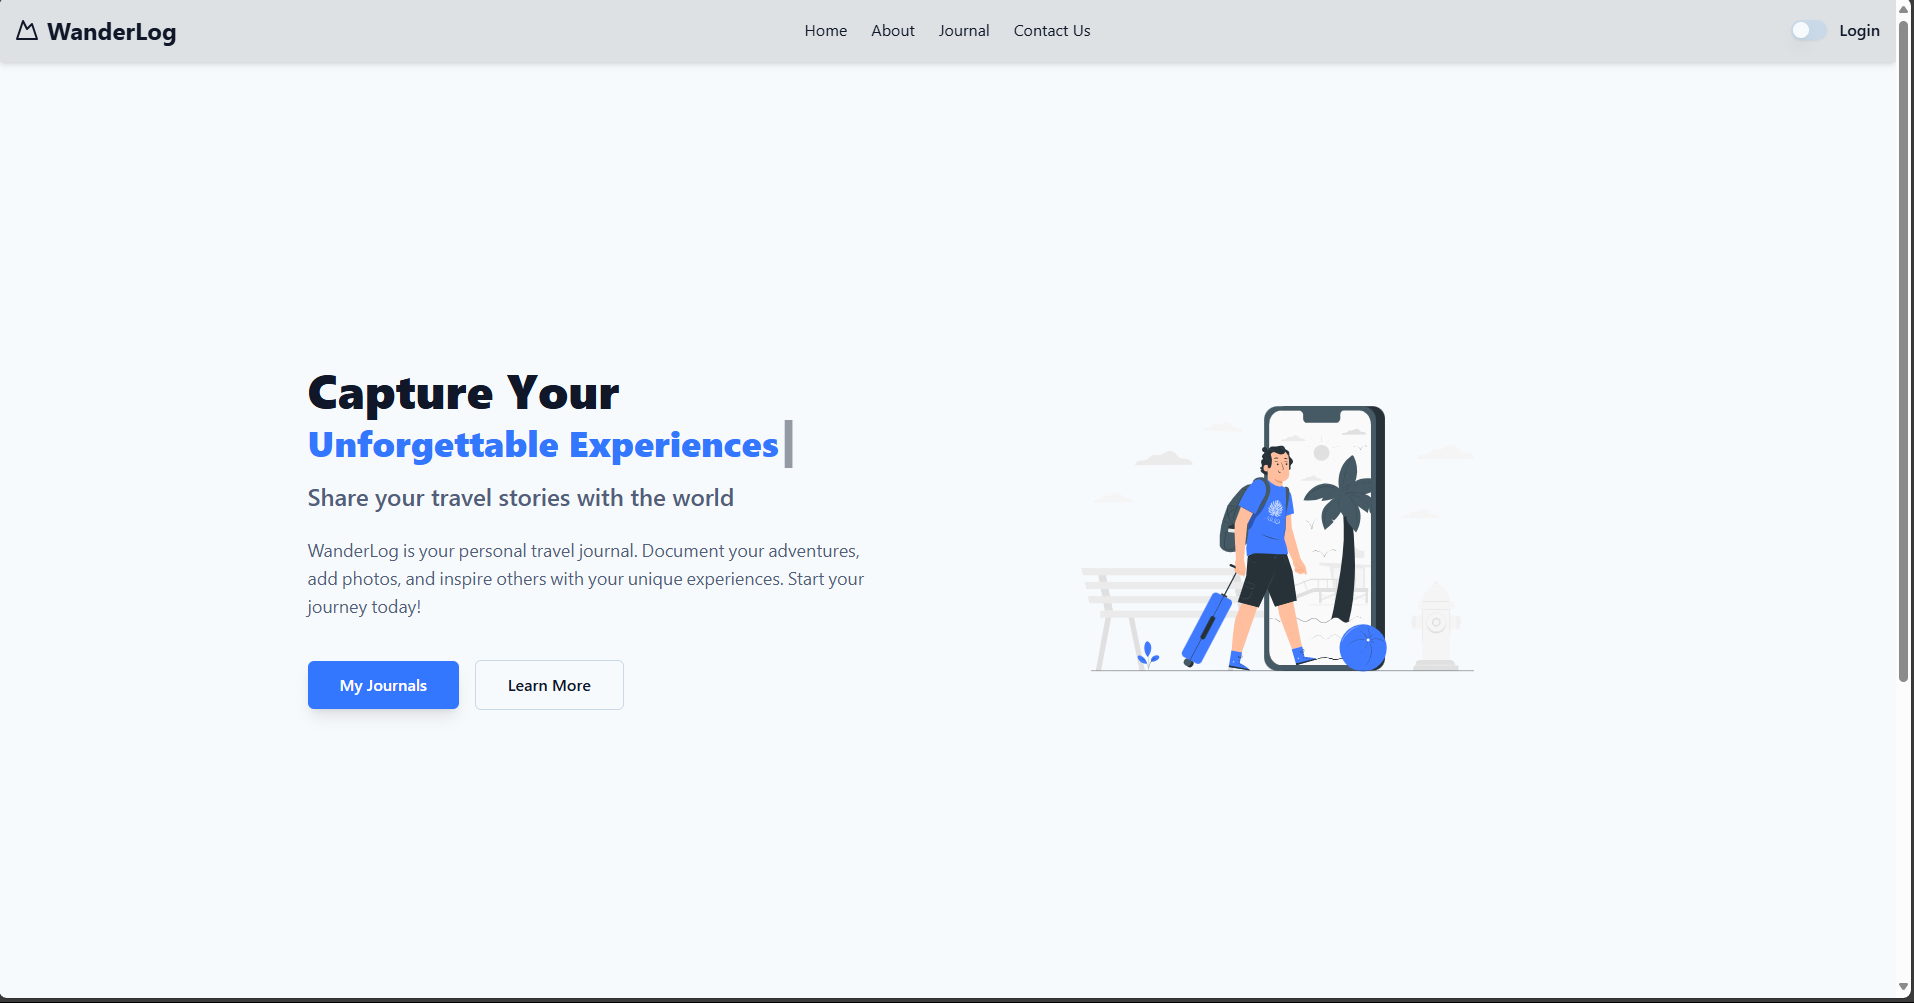 WanderLog
Home About Journal Contact Us
Login
Capture Your
Unforgettable Experiences
Share your travel stories with the world
WanderLog is your personal travel journal. Document your adventures,
add photos, and inspire others with your unique experiences. Start your
journey today!
My Journals
Learn More